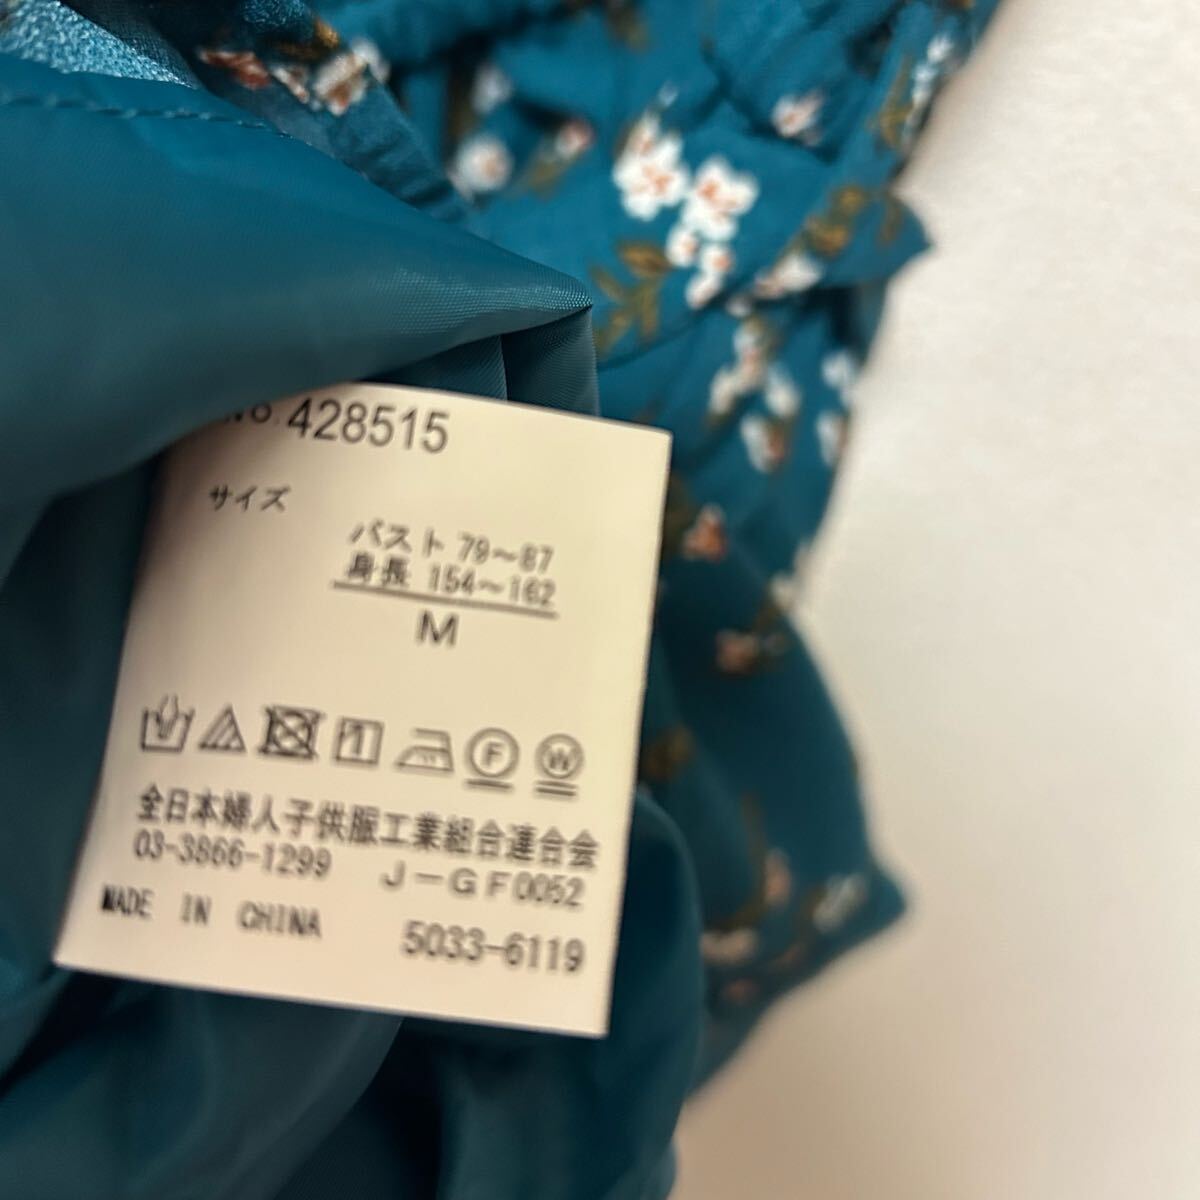 No. 428515
サイズ
バスト 79～87
身長 154～162
M
F W
全日本婦人子供服工業組合連合会
03-3866-1299 J-GF0052
MADE IN CHINA 5033-6119